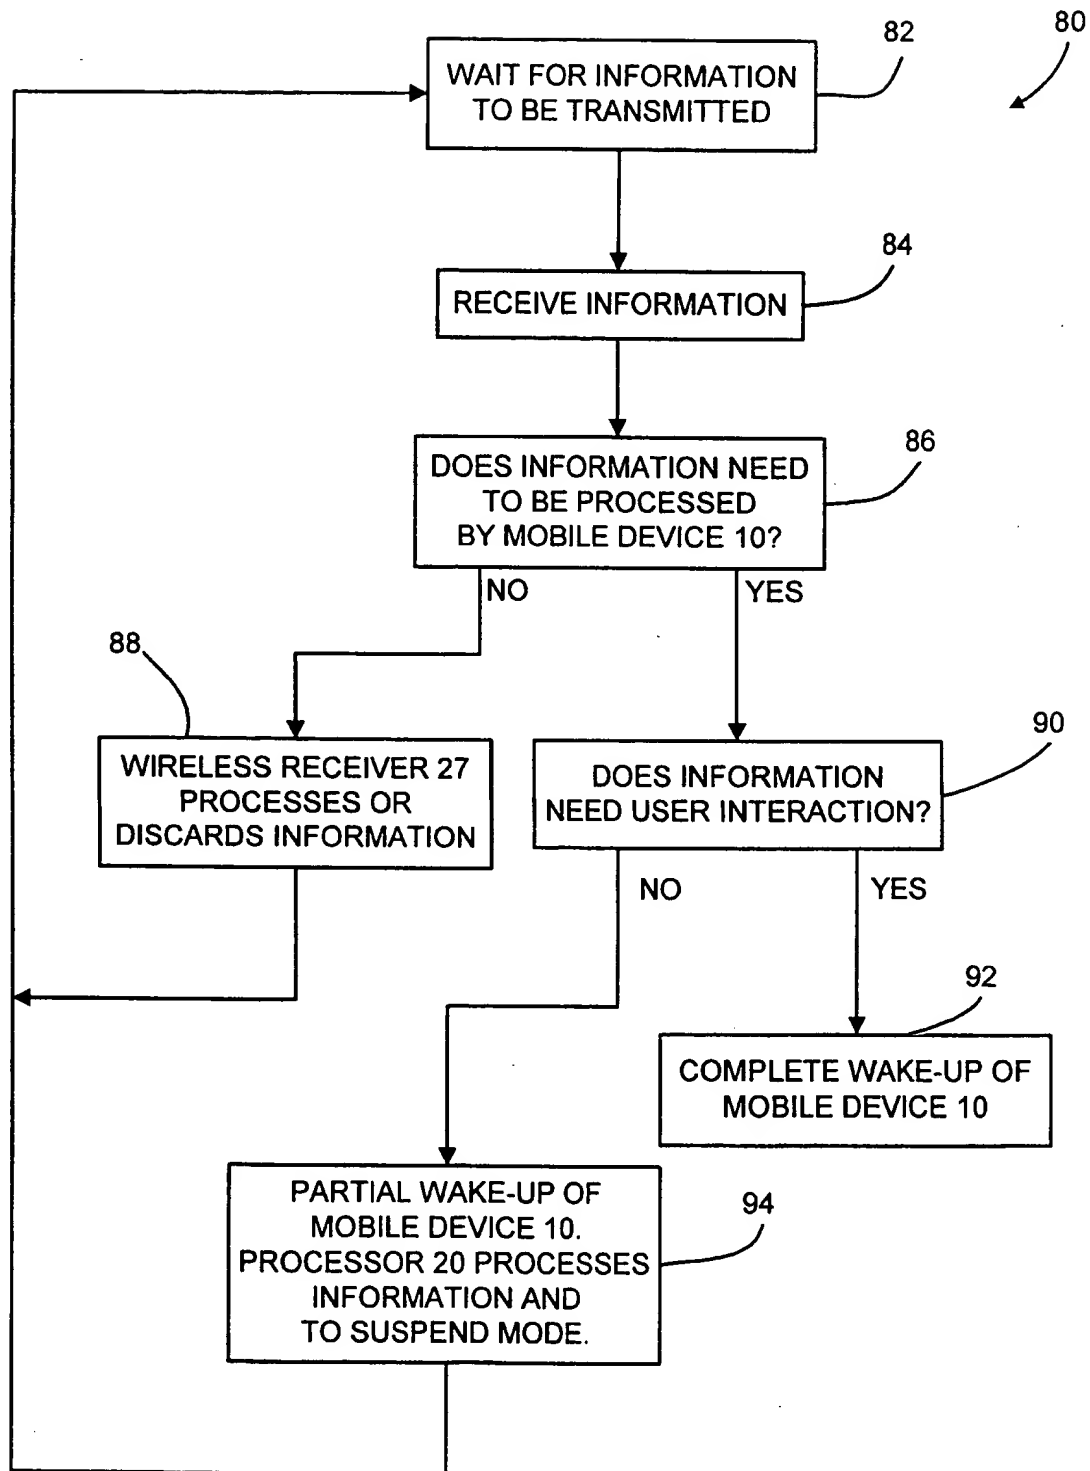 80
82
WAIT FOR INFORMATION
TO BE TRANSMITTED
84
RECEIVE INFORMATION
86
DOES INFORMATION NEED
TO BE PROCESSED
BY MOBILE DEVICE 10?
NO
YES
88
WIRELESS RECEIVER 27
PROCESSES OR
DISCARDS INFORMATION
90
DOES INFORMATION
NEED USER INTERACTION?
NO
YES
92
COMPLETE WAKE-UP OF
MOBILE DEVICE 10
94
PARTIAL WAKE-UP OF
MOBILE DEVICE 10.
PROCESSOR 20 PROCESSES
INFORMATION AND
TO SUSPEND MODE.